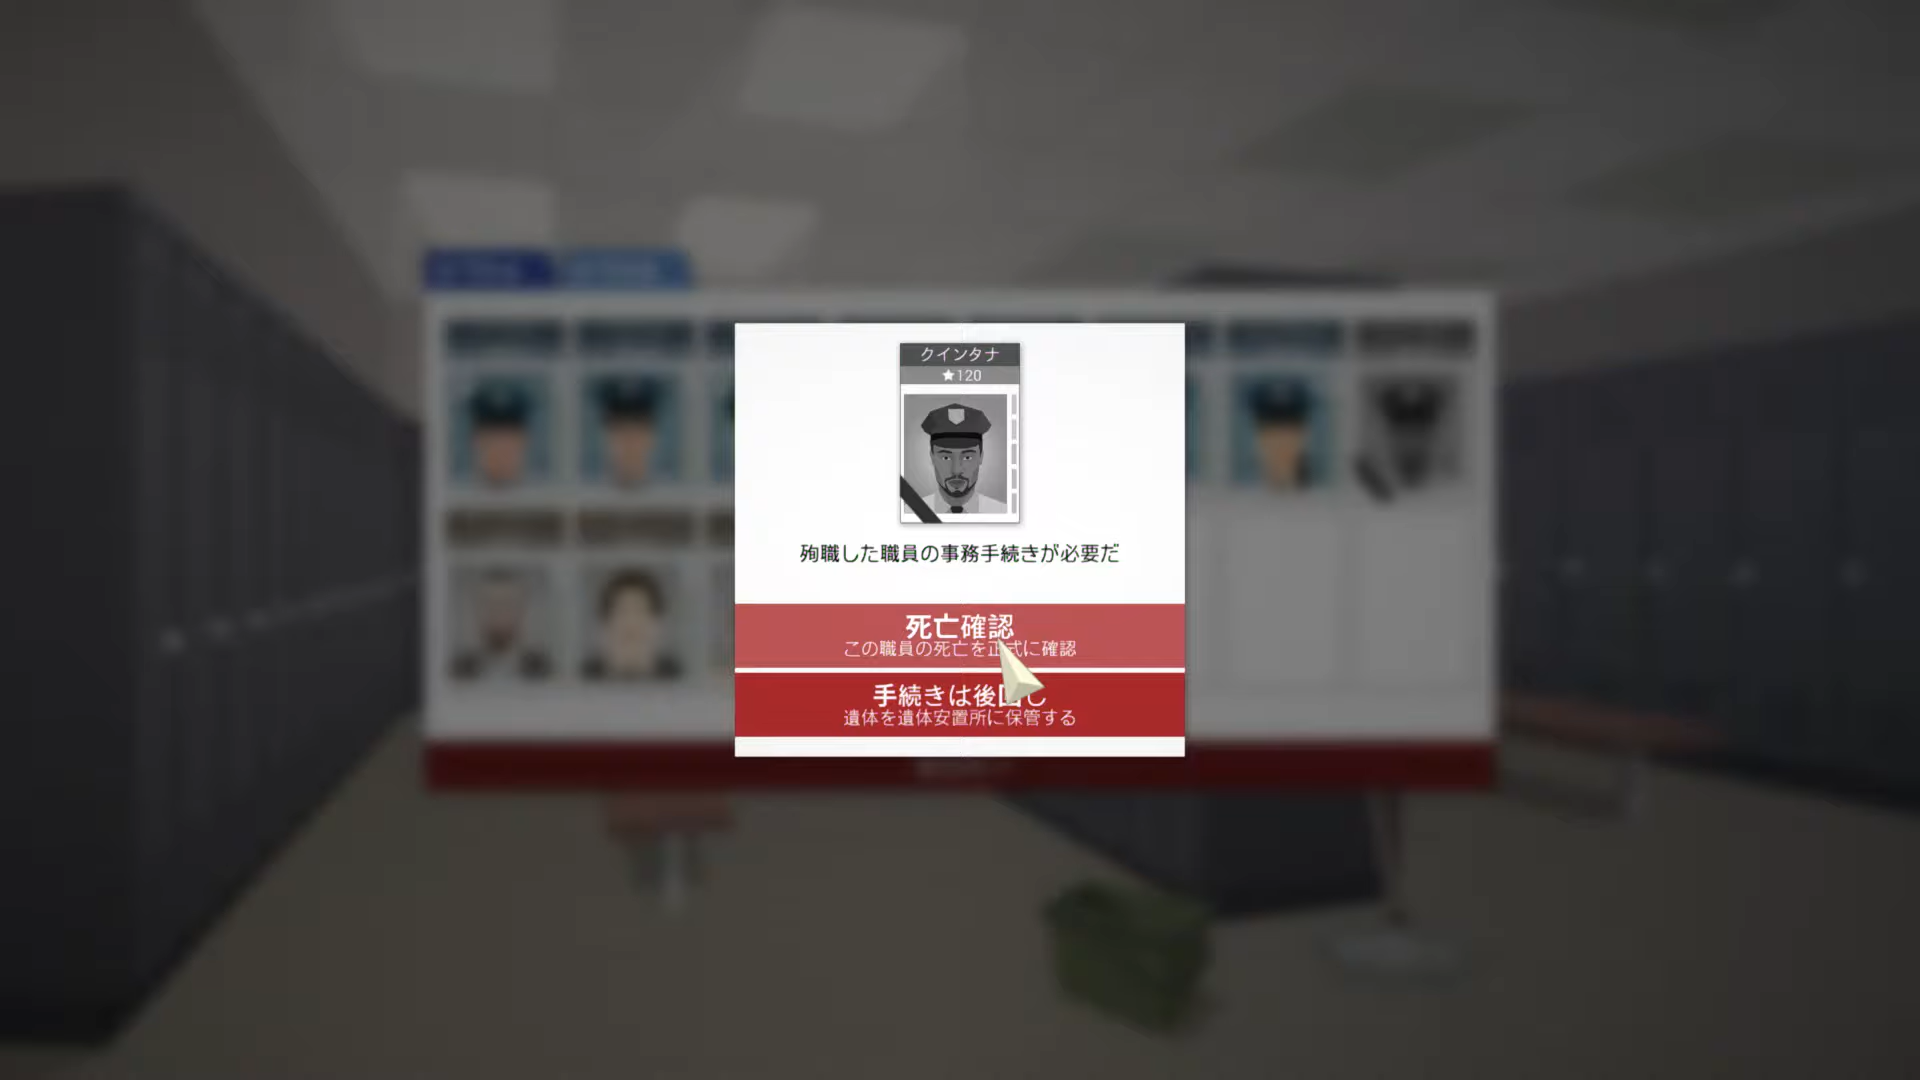 クインタナ
★120
殉職した職員の事務手続きが必要だ
死亡確認
この職員の死亡を正式に確認
手続きは後回し
遺体を遺体安置所に保管する